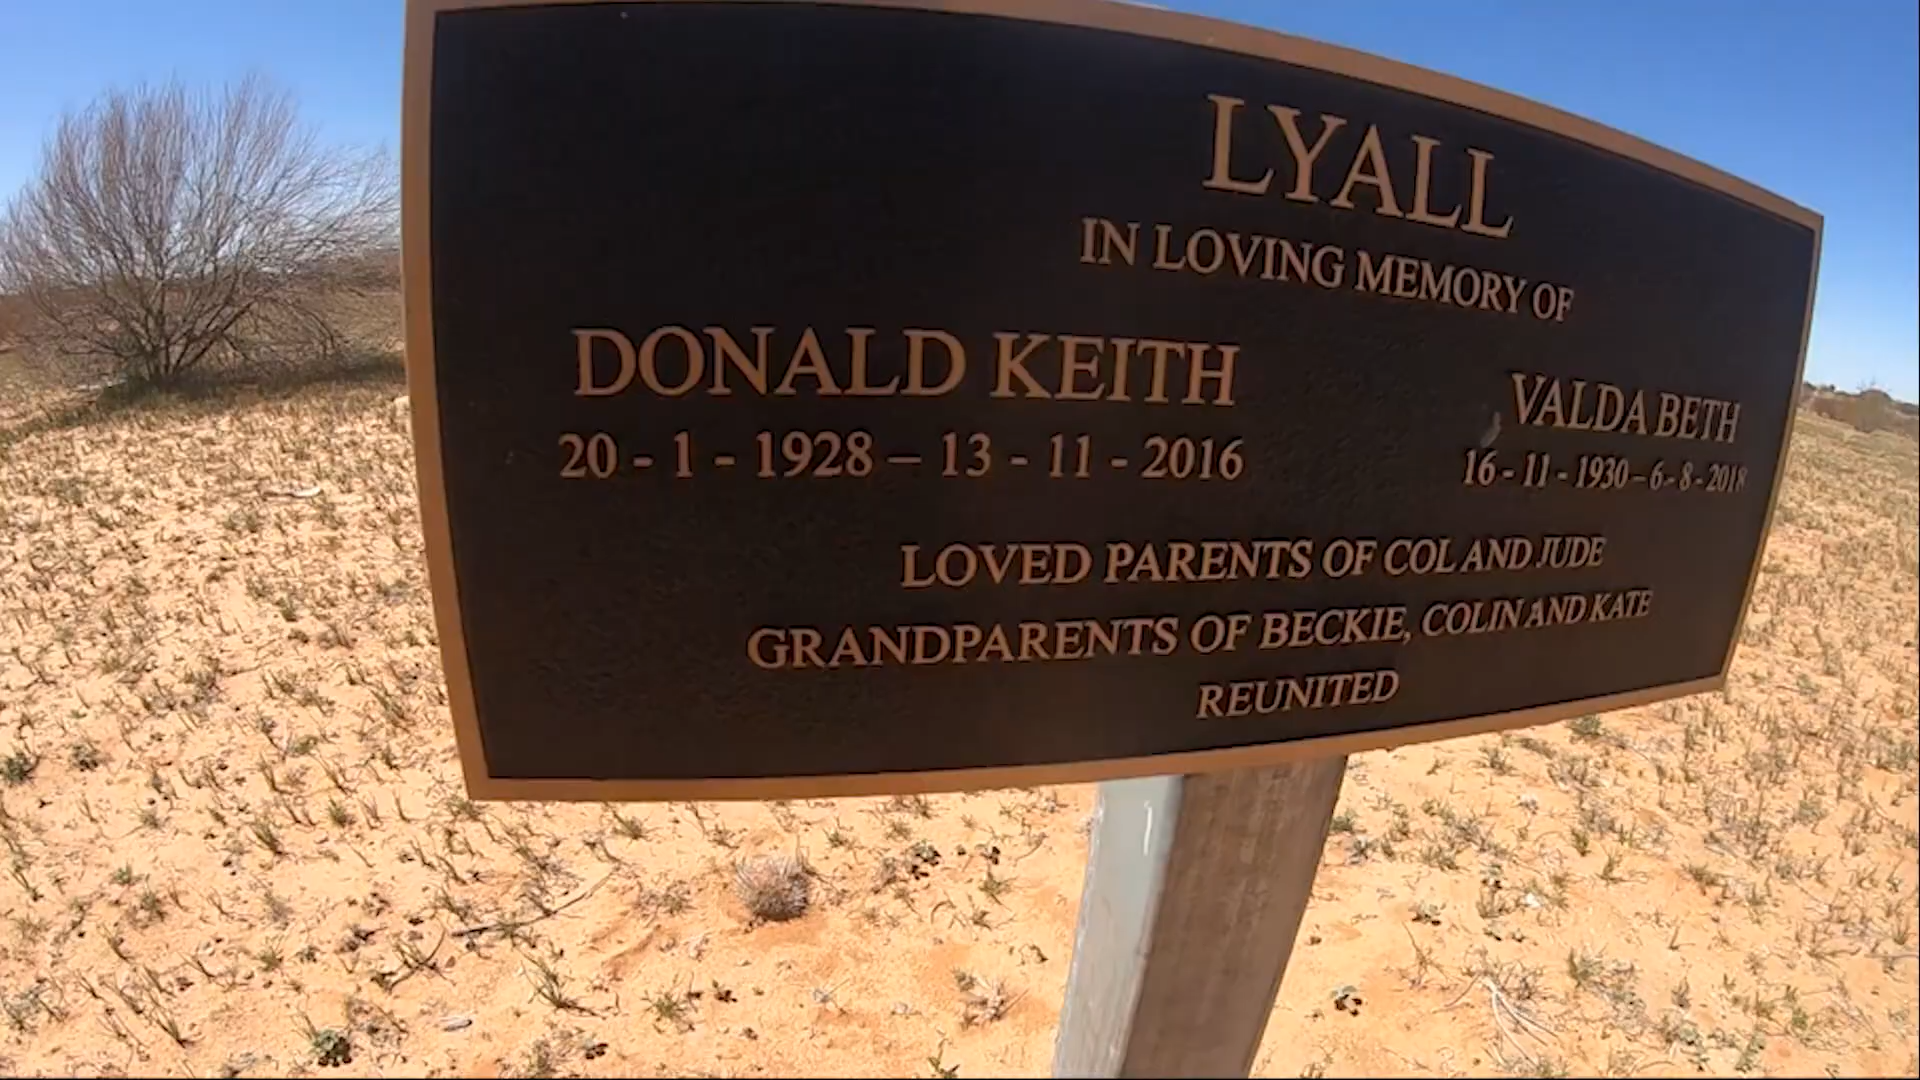 LYALL
IN LOVING MEMORY OF
DONALD KEITH VALDA BETH
20 - 1 - 1928 – 13 - 11 - 2016 16 - 11 - 1930 – 6 - 8 - 2018
LOVED PARENTS OF COL AND JUDE
GRANDPARENTS OF BECKIE, COLIN AND KATE
REUNITED